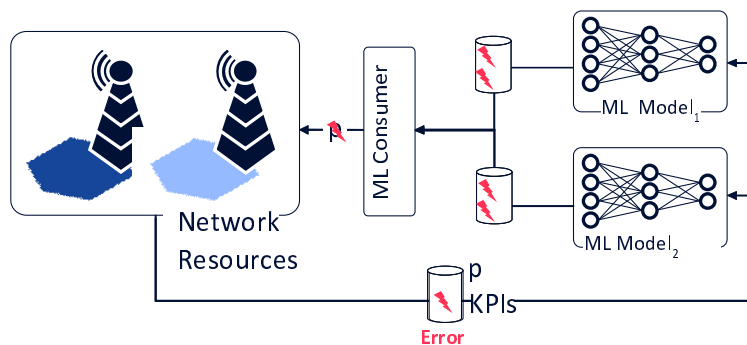 ML Model1
p
ML Consumer
ML Model2
Network
Resources
p
KPIs
Error